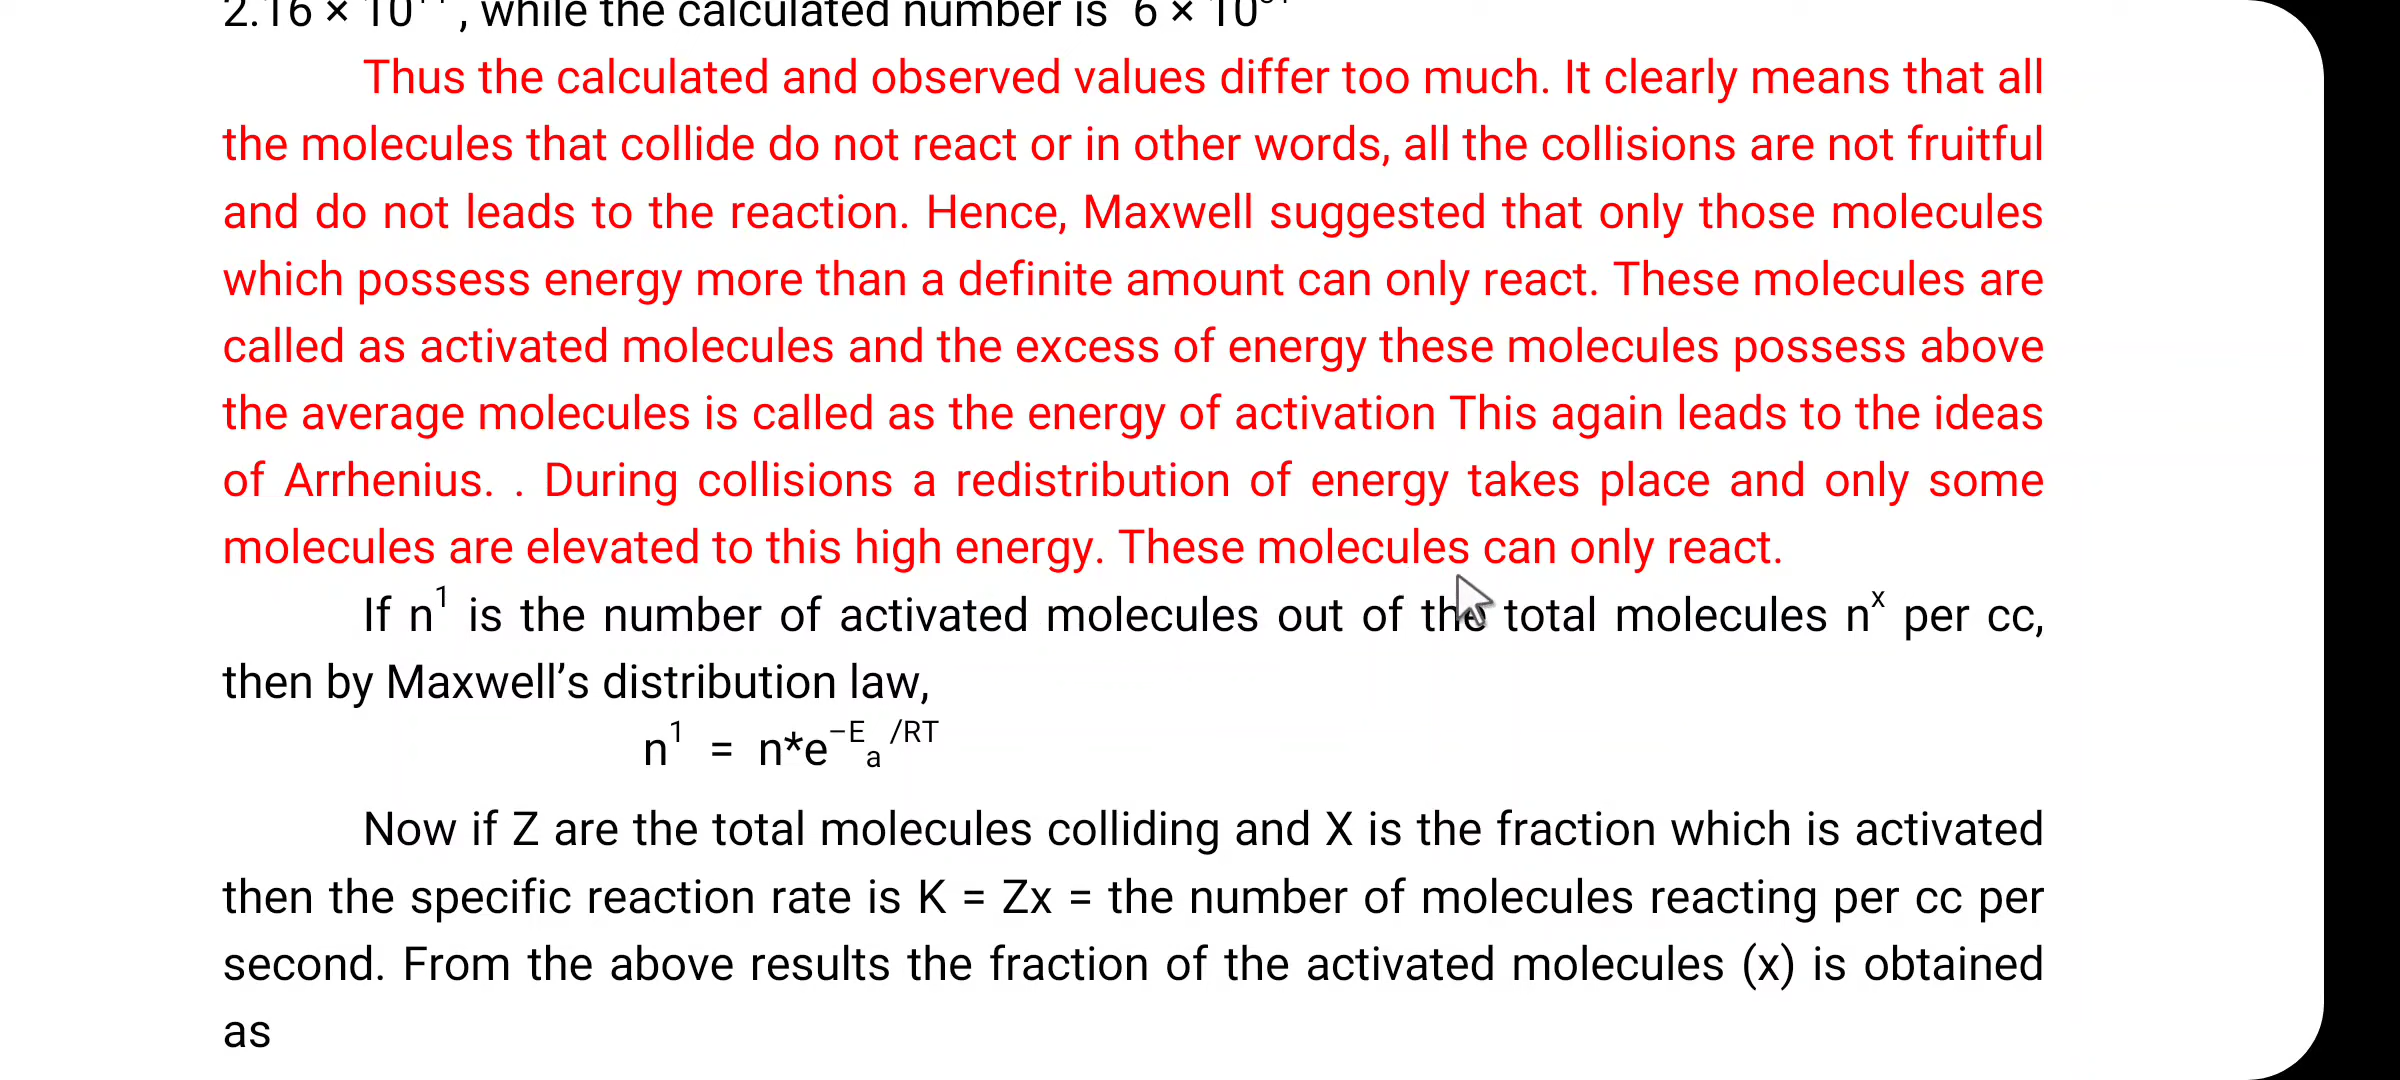 2.16 × 10 , while the calculated number is 6 × 10
Thus the calculated and observed values differ too much. It clearly means that all
the molecules that collide do not react or in other words, all the collisions are not fruitful
and do not leads to the reaction. Hence, Maxwell suggested that only those molecules
which possess energy more than a definite amount can only react. These molecules are
called as activated molecules and the excess of energy these molecules possess above
the average molecules is called as the energy of activation This again leads to the ideas
of Arrhenius. . During collisions a redistribution of energy takes place and only some
molecules are elevated to this high energy. These molecules can only react.
If n¹ is the number of activated molecules out of the total molecules nˣ per cc,
then by Maxwell’s distribution law,
n¹ = n*e⁻ᴱₐ /RT
Now if Z are the total molecules colliding and X is the fraction which is activated
then the specific reaction rate is K = Zx = the number of molecules reacting per cc per
second. From the above results the fraction of the activated molecules (x) is obtained
as